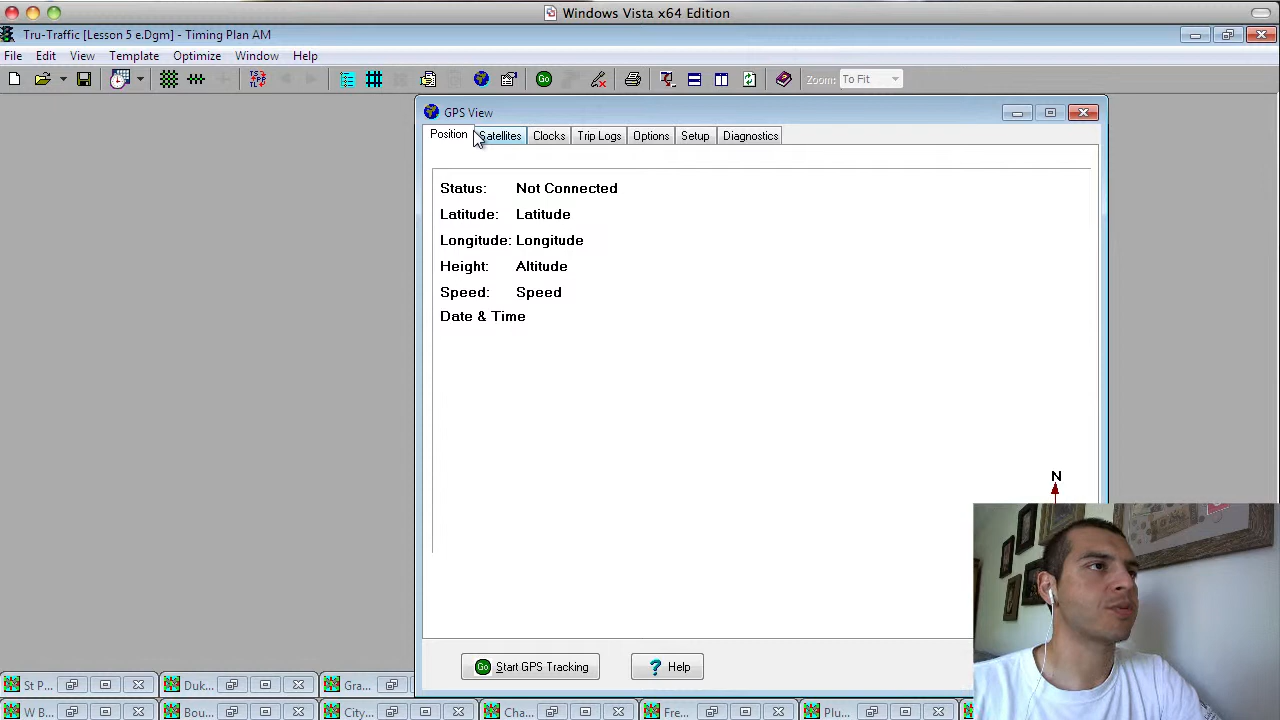 Windows Vista x64 Edition
Tru-Traffic [Lesson 5 e.Dgm] - Timing Plan AM
File Edit View Template Optimize Window Help
Go Zoom: To Fit
GPS View
Position Satellites Clocks Trip Logs Options Setup Diagnostics
Status: Not Connected
Latitude: Latitude
Longitude: Longitude
Height: Altitude
Speed: Speed
Date & Time
N
Go Start GPS Tracking ? Help
St P... Duk... Gra...
W B... Bou... City... Cha... Fre... Plu...